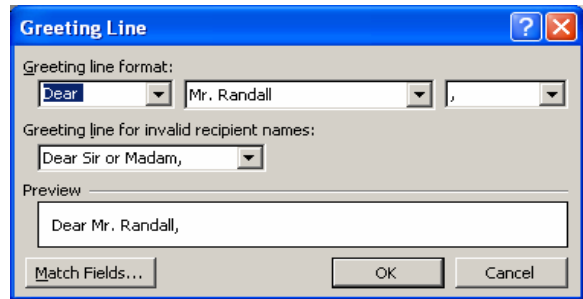 Greeting Line
Greeting line format:
Dear Mr. Randall ,
Greeting line for invalid recipient names:
Dear Sir or Madam,
Preview
Dear Mr. Randall,
Match Fields... OK Cancel